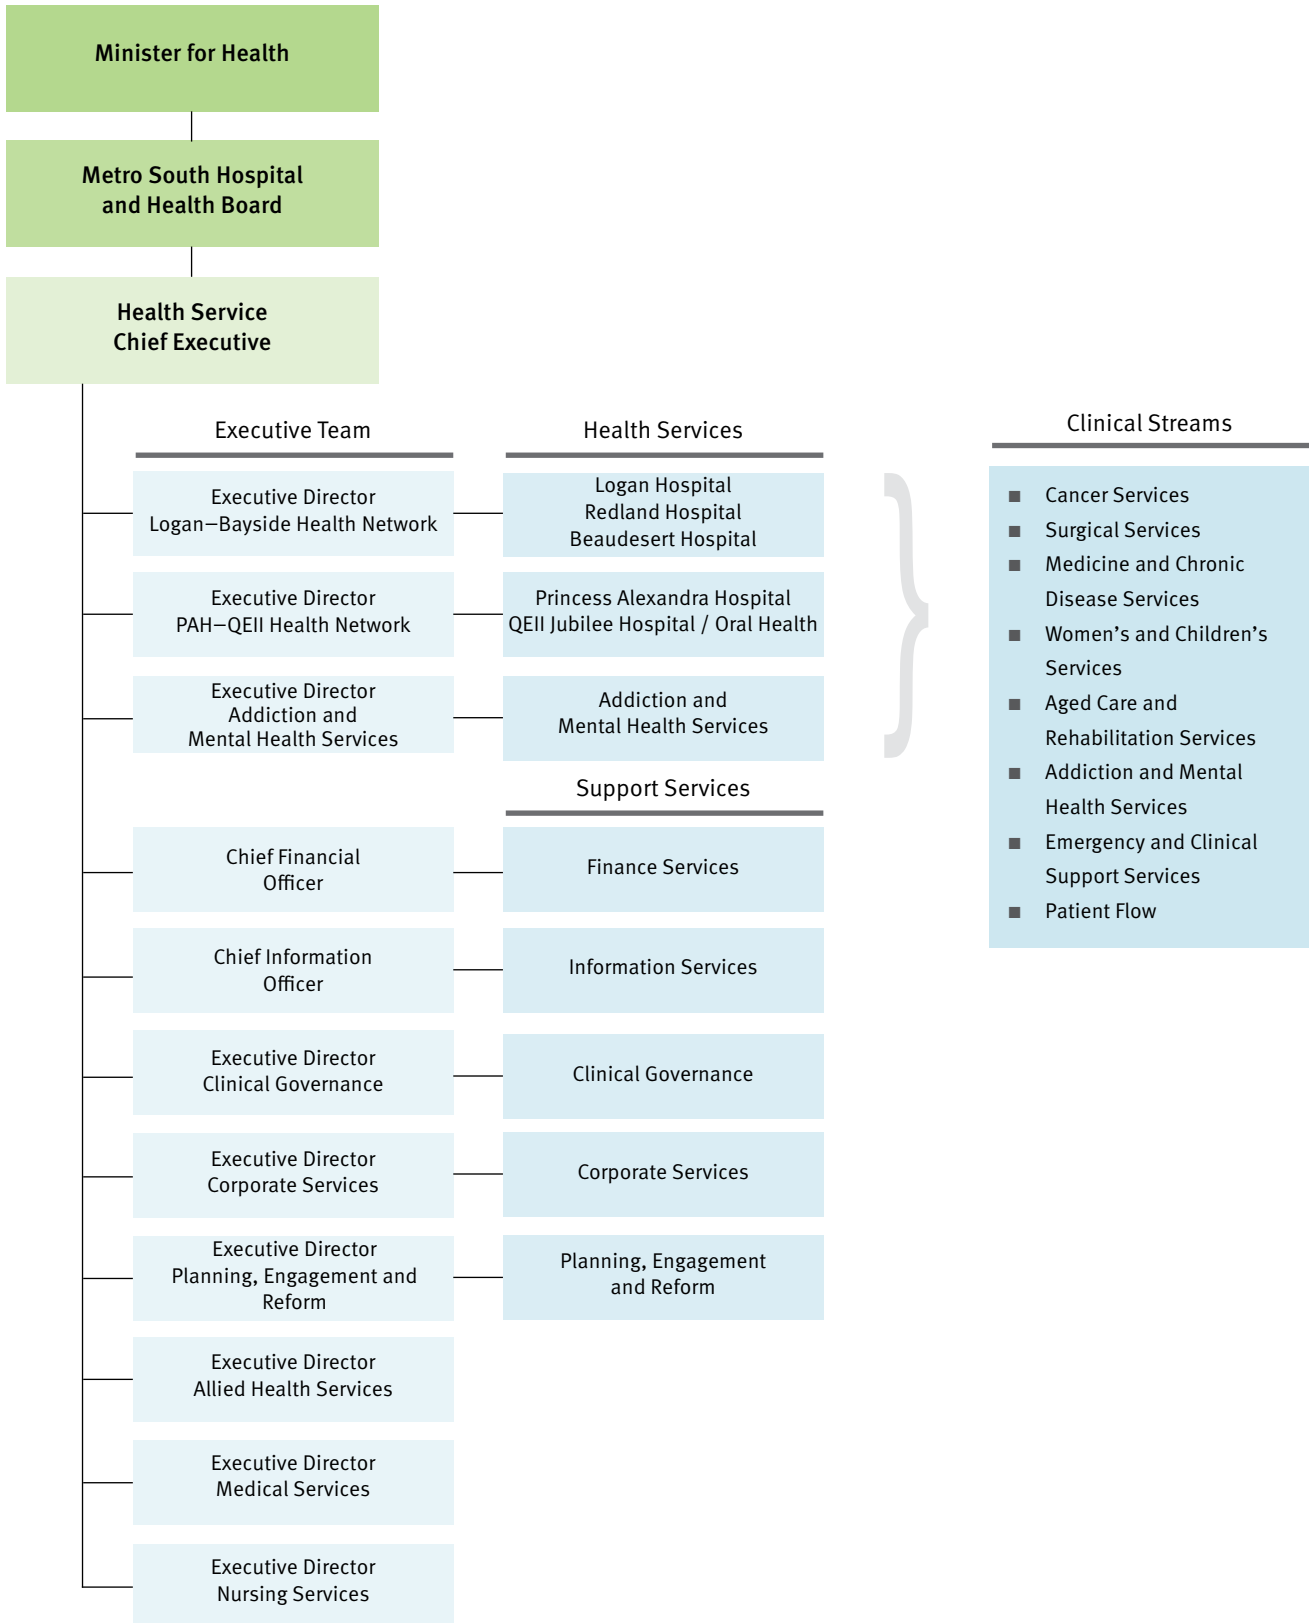 Minister for Health
Metro South Hospital
and Health Board
Health Service
Chief Executive
Executive Team
Health Services
Clinical Streams
Executive Director
Logan–Bayside Health Network
Logan Hospital
Redland Hospital
Beaudesert Hospital
Executive Director
PAH–QEII Health Network
Princess Alexandra Hospital
QEII Jubilee Hospital / Oral Health
Executive Director
Addiction and
Mental Health Services
Addiction and
Mental Health Services
}
■ Cancer Services
■ Surgical Services
■ Medicine and Chronic
Disease Services
■ Women's and Children's
Services
■ Aged Care and
Rehabilitation Services
■ Addiction and Mental
Health Services
■ Emergency and Clinical
Support Services
■ Patient Flow
Support Services
Chief Financial
Officer
Finance Services
Chief Information
Officer
Information Services
Executive Director
Clinical Governance
Clinical Governance
Executive Director
Corporate Services
Corporate Services
Executive Director
Planning, Engagement and
Reform
Planning, Engagement
and Reform
Executive Director
Allied Health Services
Executive Director
Medical Services
Executive Director
Nursing Services